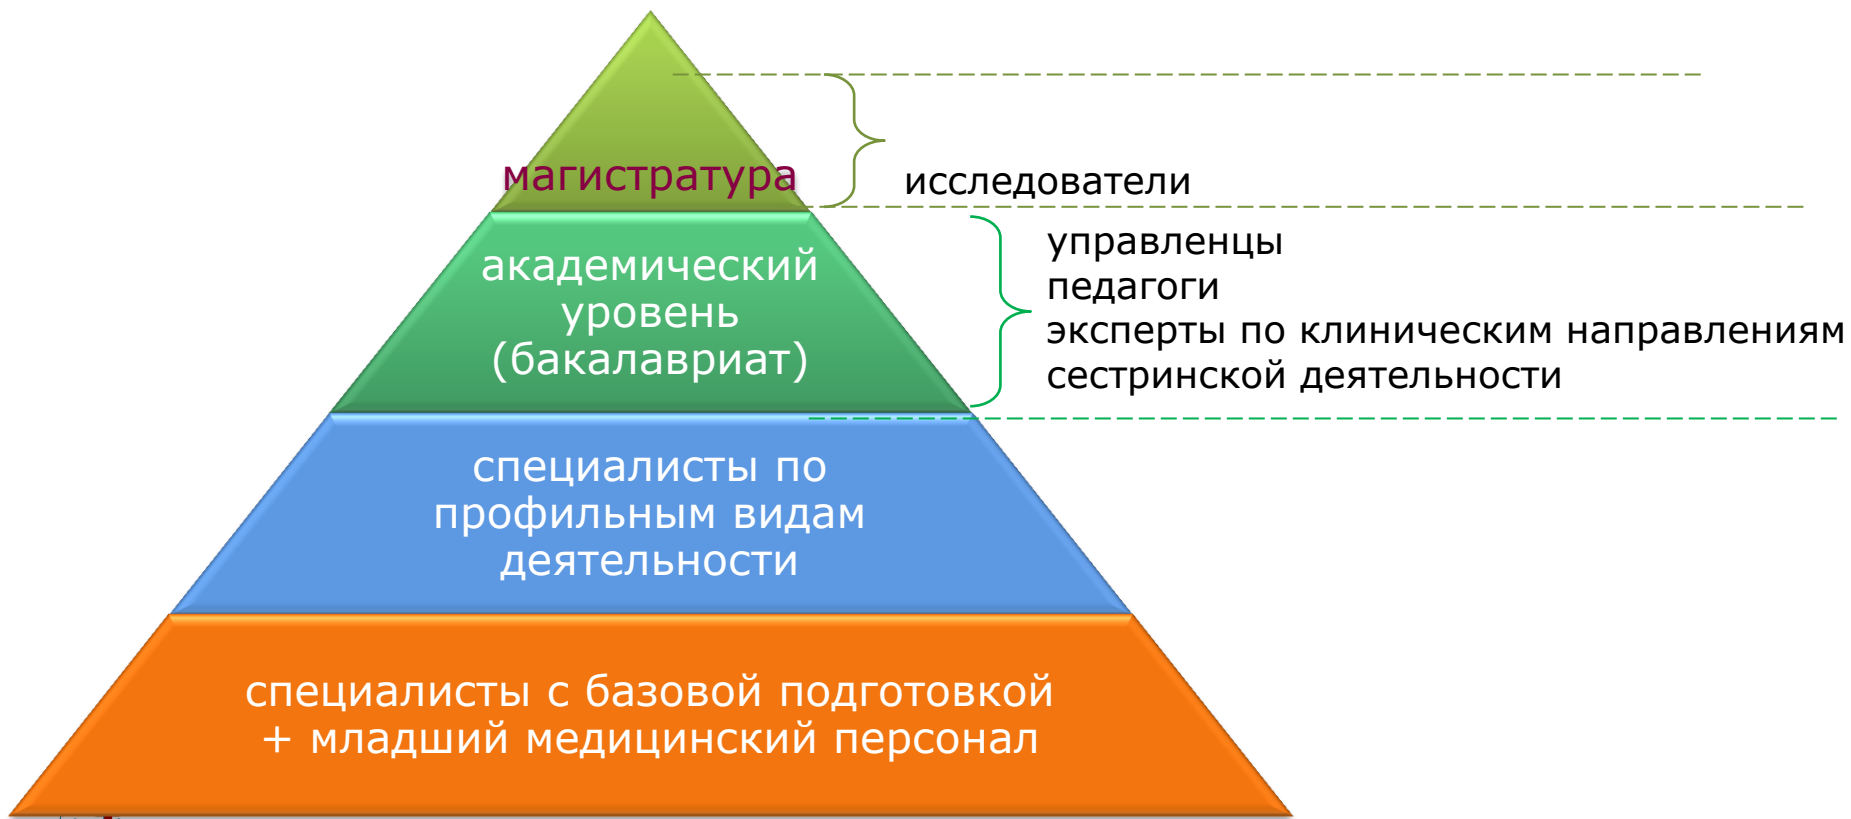 магистратура
исследователи
академический
уровень
(бакалавриат)
управленцы
педагоги
эксперты по клиническим направлениям
сестринской деятельности
специалисты по
профильным видам
деятельности
специалисты с базовой подготовкой
+ младший медицинский персонал